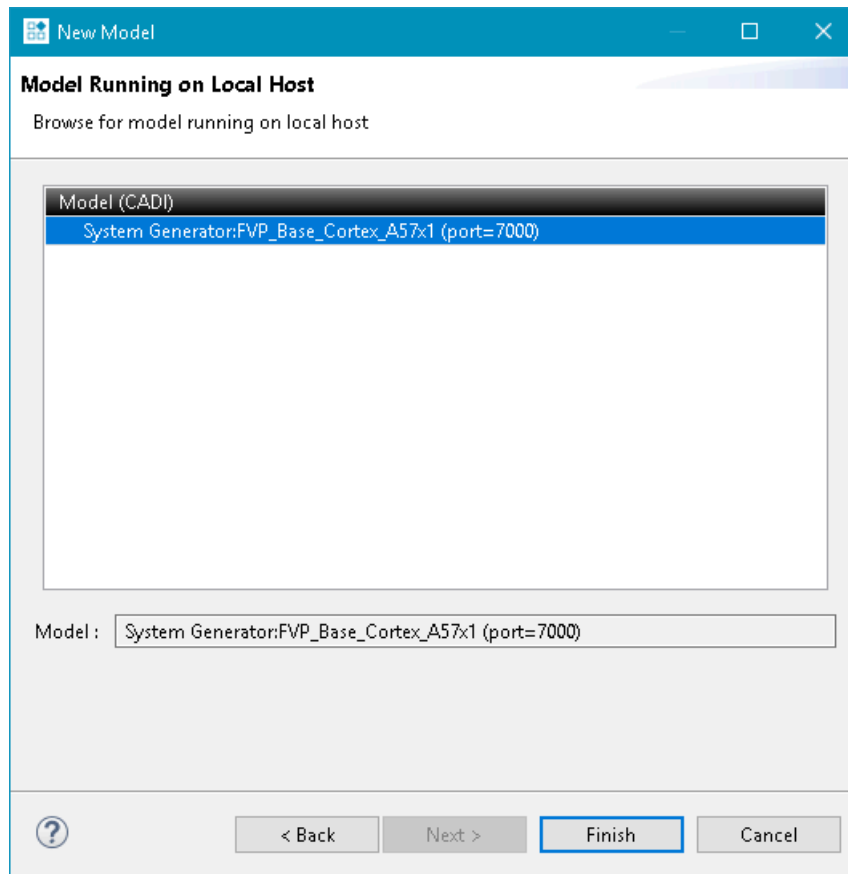 New Model
Model Running on Local Host
Browse for model running on local host
Model (CADI)
System Generator:FVP_Base_Cortex_A57x1 (port=7000)
Model : System Generator:FVP_Base_Cortex_A57x1 (port=7000)
? < Back Next > Finish Cancel